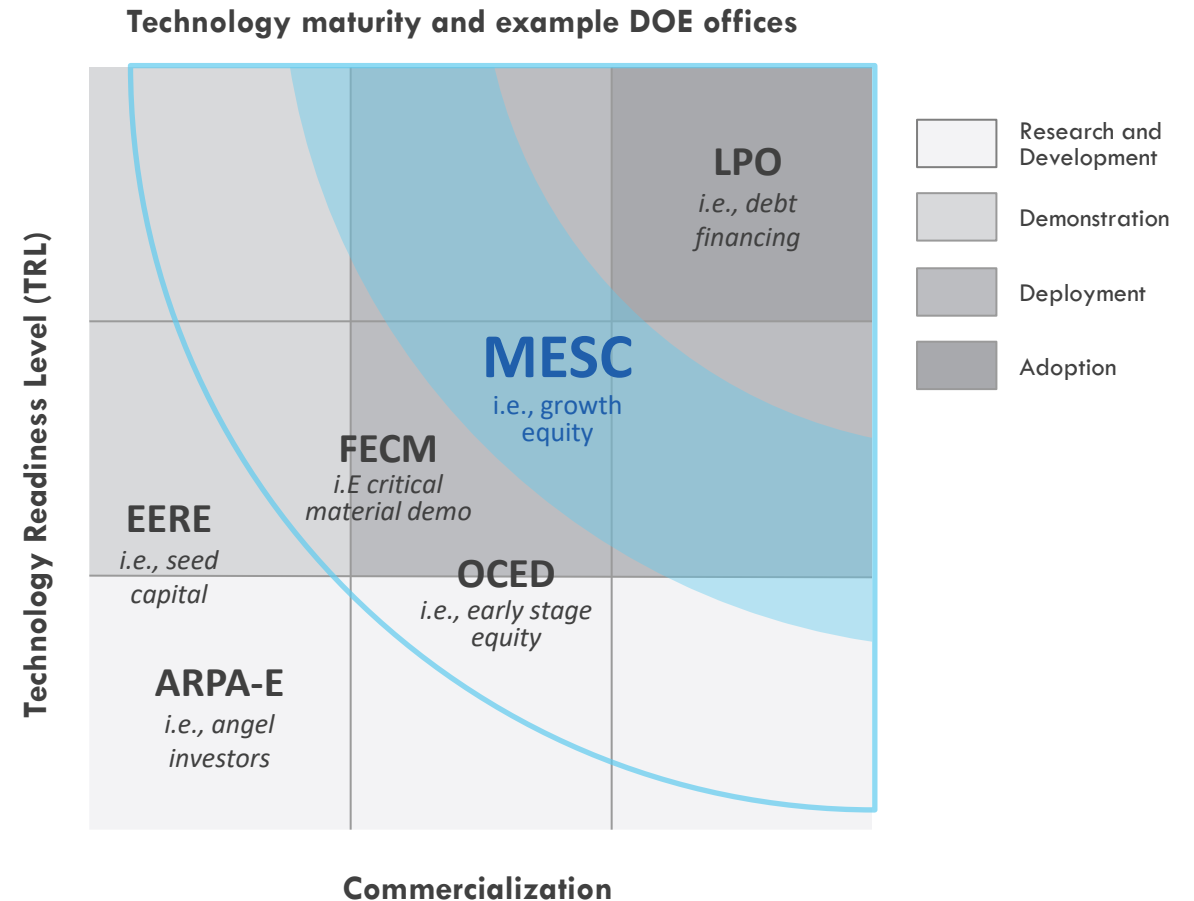 Technology maturity and example DOE offices
Technology Readiness Level (TRL)
LPO
i.e., debt
financing
MESC
i.e., growth
equity
FECM
i.E critical
material demo
EERE
i.e., seed
capital
OCED
i.e., early stage
equity
ARPA-E
i.e., angel
investors
Commercialization
Research and
Development
Demonstration
Deployment
Adoption